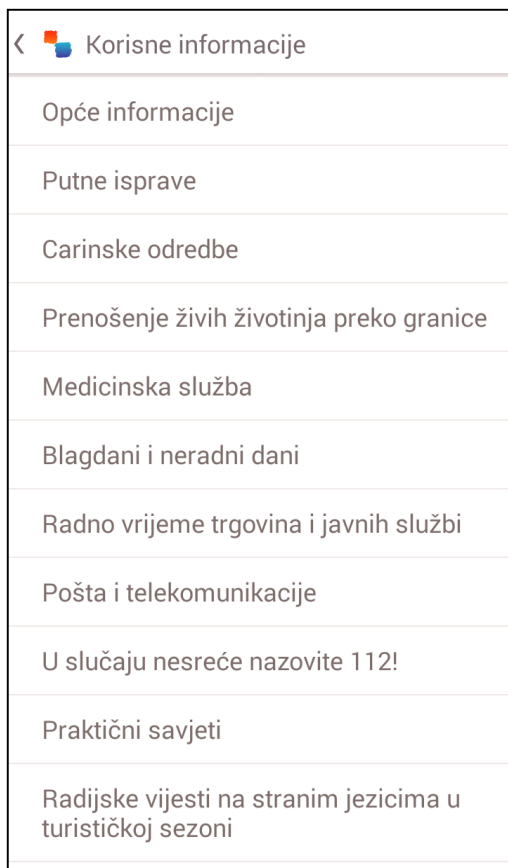 Korisne informacije
Opće informacije
Putne isprave
Carinske odredbe
Prenošenje živih životinja preko granice
Medicinska služba
Blagdani i neradni dani
Radno vrijeme trgovina i javnih službi
Pošta i telekomunikacije
U slučaju nesreće nazovite 112!
Praktični savjeti
Radijske vijesti na stranim jezicima u
turističkoj sezoni